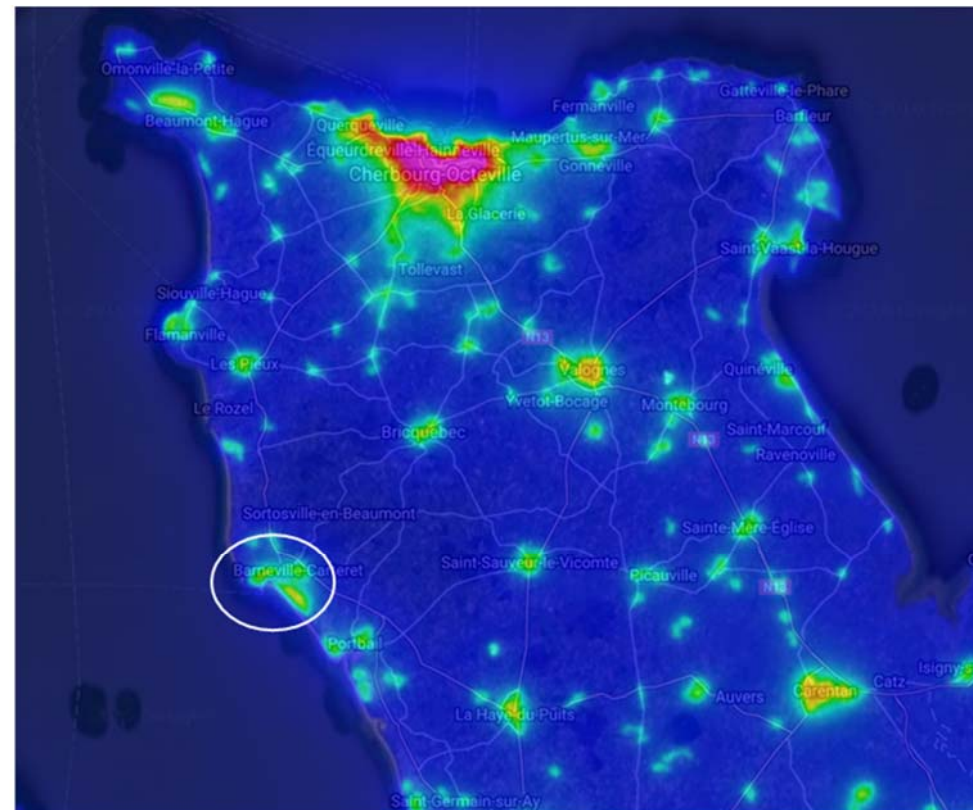 Omonville-la-Petite
Gatteville-le-Phare
Fermanville
Beaumont-Hague
Barfleur
Querqueville
Maupertus-sur-Mer
Équeurdreville-Hainneville
Gonneville
Cherbourg-Octeville
La Glacerie
Saint-Vaast-la-Hougue
Tollevast
Siouville-Hague
Flamanville
N13
Les Pieux
Valognes
Quinéville
Le Rozel
Yvetot-Bocage
Montebourg
Bricquebec
Saint-Marcouf
N13
Ravenoville
Sortosville-en-Beaumont
Sainte-Mère-Église
Barneville-Carteret
Saint-Sauveur-le-Vicomte
Picauville
N13
Portbail
Isigny-s
Catz
Carentan
Auvers
La Haye-du-Puits
Saint-Germain-sur-Ay